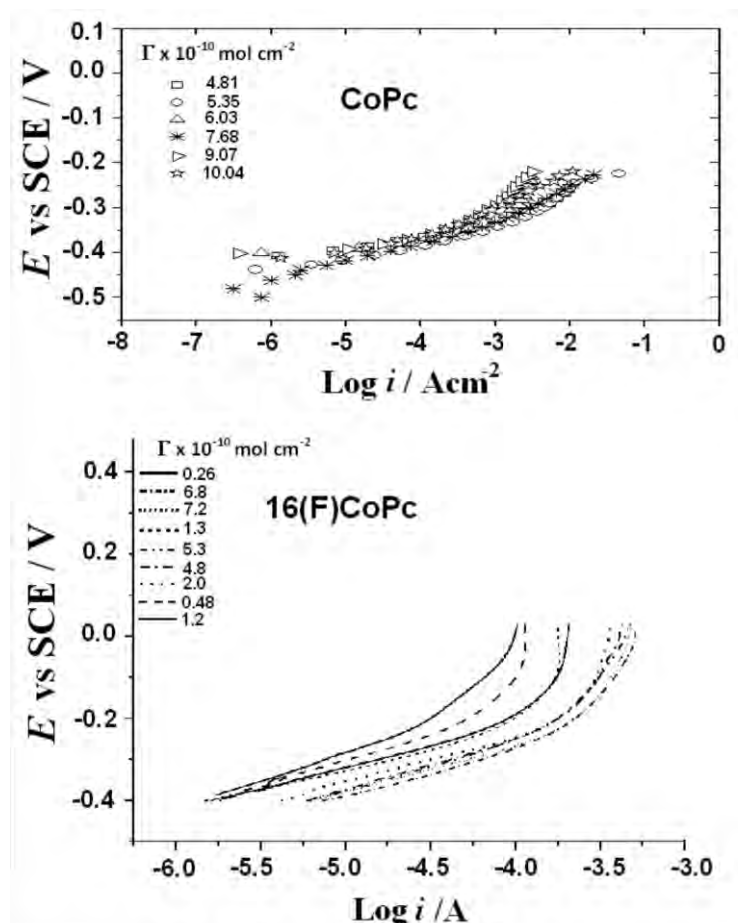 Γ x 10⁻¹⁰ mol cm⁻²
4.81
5.35
6.03
7.68
9.07
10.04
CoPc
E vs SCE / V
0.1
0.0
-0.1
-0.2
-0.3
-0.4
-0.5
-8 -7 -6 -5 -4 -3 -2 -1 0
Log i / Acm²
Γ x 10⁻¹⁰ mol cm⁻²
0.26
6.8
7.2
1.3
5.3
4.8
2.0
0.48
1.2
16(F)CoPc
E vs SCE / V
0.4
0.2
0.0
-0.2
-0.4
-6.0 -5.5 -5.0 -4.5 -4.0 -3.5 -3.0
Log i /A